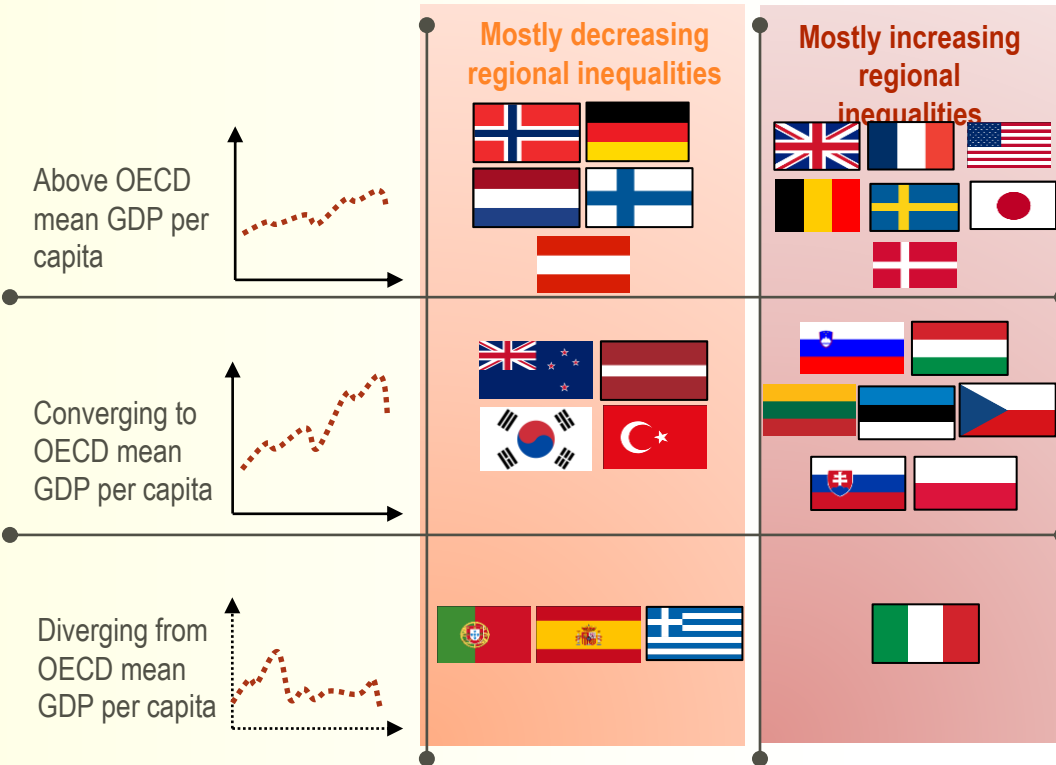 Mostly decreasing
regional inequalities
Mostly increasing
regional
inequalities
Above OECD
mean GDP per
capita
Converging to
OECD mean
GDP per capita
Diverging from
OECD mean
GDP per capita